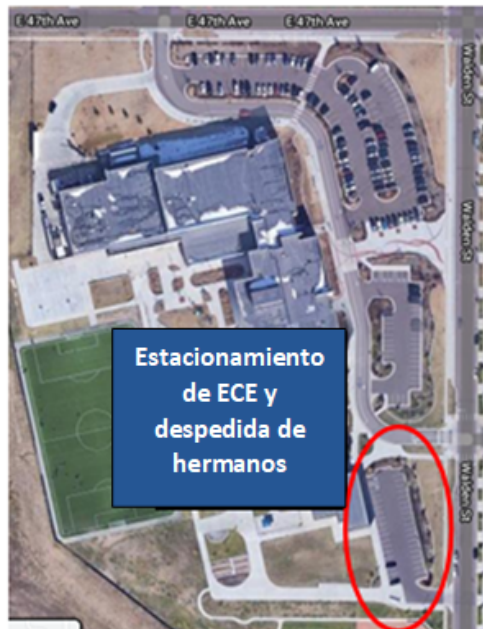 E 47th Ave
E 47th Ave
E 47th Ave
Walden St
Walden St
Estacionamiento
de ECE y
despedida de
hermanos
Walden St